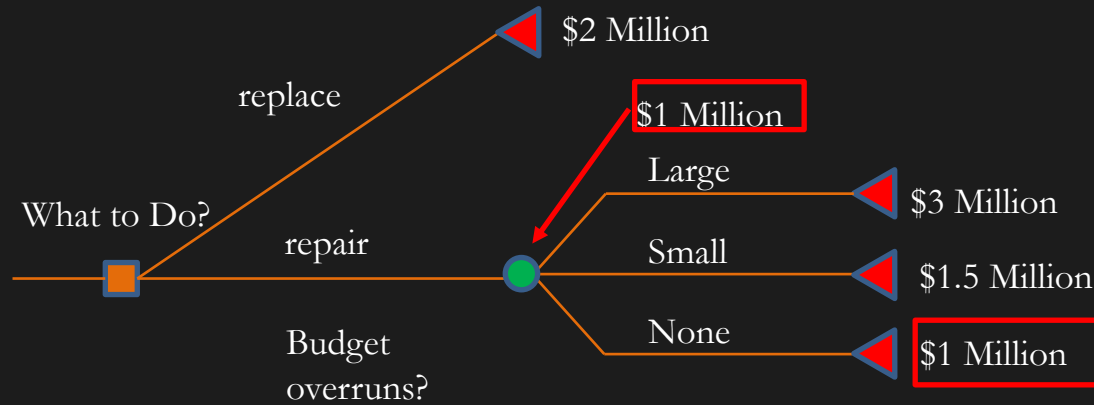 $2 Million
replace
$1 Million
Large
$3 Million
What to Do?
repair
Small
$1.5 Million
None
$1 Million
Budget
overruns?